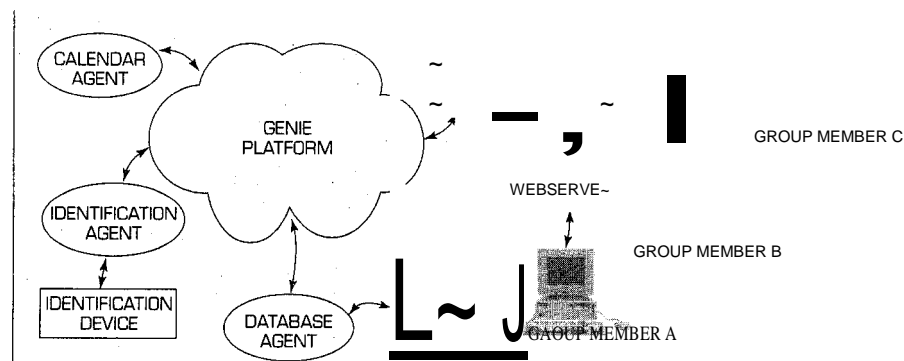 CALENDAR
AGENT
GENIE
PLATFORM
~
~
– , ~ I
GROUP MEMBER C
WEBSERVE~
IDENTIFICATION
AGENT
GROUP MEMBER B
IDENTIFICATION
DEVICE
DATABASE
AGENT
L~ J
GAOUP MEMBER A